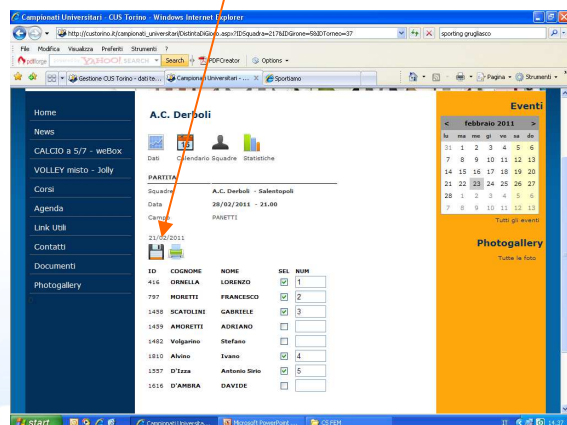 Campionati Universitari - CUS Torino - Windows Internet Explorer
http://custorino.it/campionati_universitari/DistintaDiGioco.asp?IDSquadra=217&IDGirone=58&IDTorneo=37
sporting grugliasco
File Modifica Visualizza Preferiti Strumenti ?
pdfforge YAHOO! SEARCH Search PDFCreator Options
Gestione CUS Torino - dati te... Campionati Universitari - ... X Sportiamo
Pagina Strumenti
Home
News
CALCIO a 5/7 - weBox
VOLLEY misto - Jolly
Corsi
Agenda
Link Utili
Contatti
Documenti
Photogallery
A.C. Derboli
15
Dati Calendario Squadre Statistiche
PARTITA
Squadre A.C. Derboli - Salentopoli
Data 28/02/2011 - 21.00
Campo PANETTI
21/02/2011
ID COGNOME NOME SEL NUM
416 ORNELLA LORENZO 1
797 MORETTI FRANCESCO 2
1458 SCATOLINI GABRIELE 3
1459 AMORETTI ADRIANO
1482 Volgarino Stefano
1810 Alvino Ivano 4
1557 D'Izza Antonio Sirio 5
1616 D'AMBRA DAVIDE
Eventi
< febbraio 2011 >
lu ma me gi ve sa do
31 1 2 3 4 5 6
7 8 9 10 11 12 13
14 15 16 17 18 19 20
21 22 23 24 25 26 27
28 1 2 3 4 5 6
7 8 9 10 11 12 13
Tutti gli eventi
Photogallery
Tutte le foto
start
Campionati Universita... Microsoft PowerPoint ... CS FEM
IT 14.37